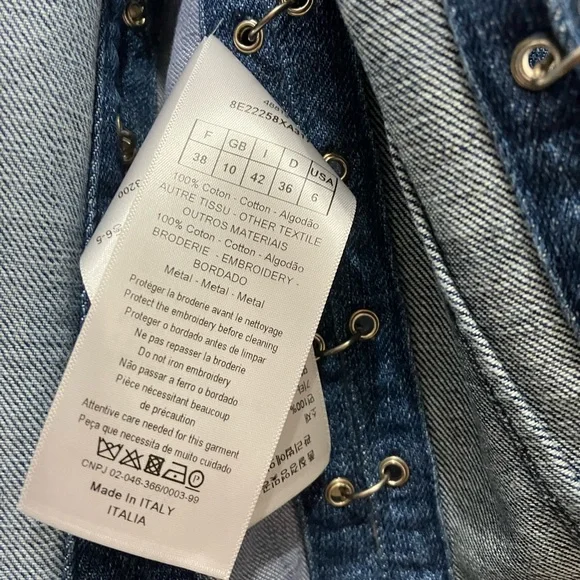 8E22258XA31
F GB I D USA
38 10 42 36 6
100% Coton - Cotton - Algodão
AUTRE TISSU - OTHER TEXTILE
OUTROS MATERIAIS
100% Coton - Cotton - Algodão
BRODERIE - EMBROIDERY -
BORDADO
Métal - Metal - Metal
Protéger la broderie avant le nettoyage
Protect the embroidery before cleaning
Proteger o bordado antes de limpar
Ne pas repasser la broderie
Do not iron embroidery
Não passar a ferro o bordado
Pièce nécessitant beaucoup
de précaution
Attentive care needed for this garment
Peça que necessita de muito cuidado
CNPJ 02-046-366/0003-99
Made in ITALY
ITALIA
3200